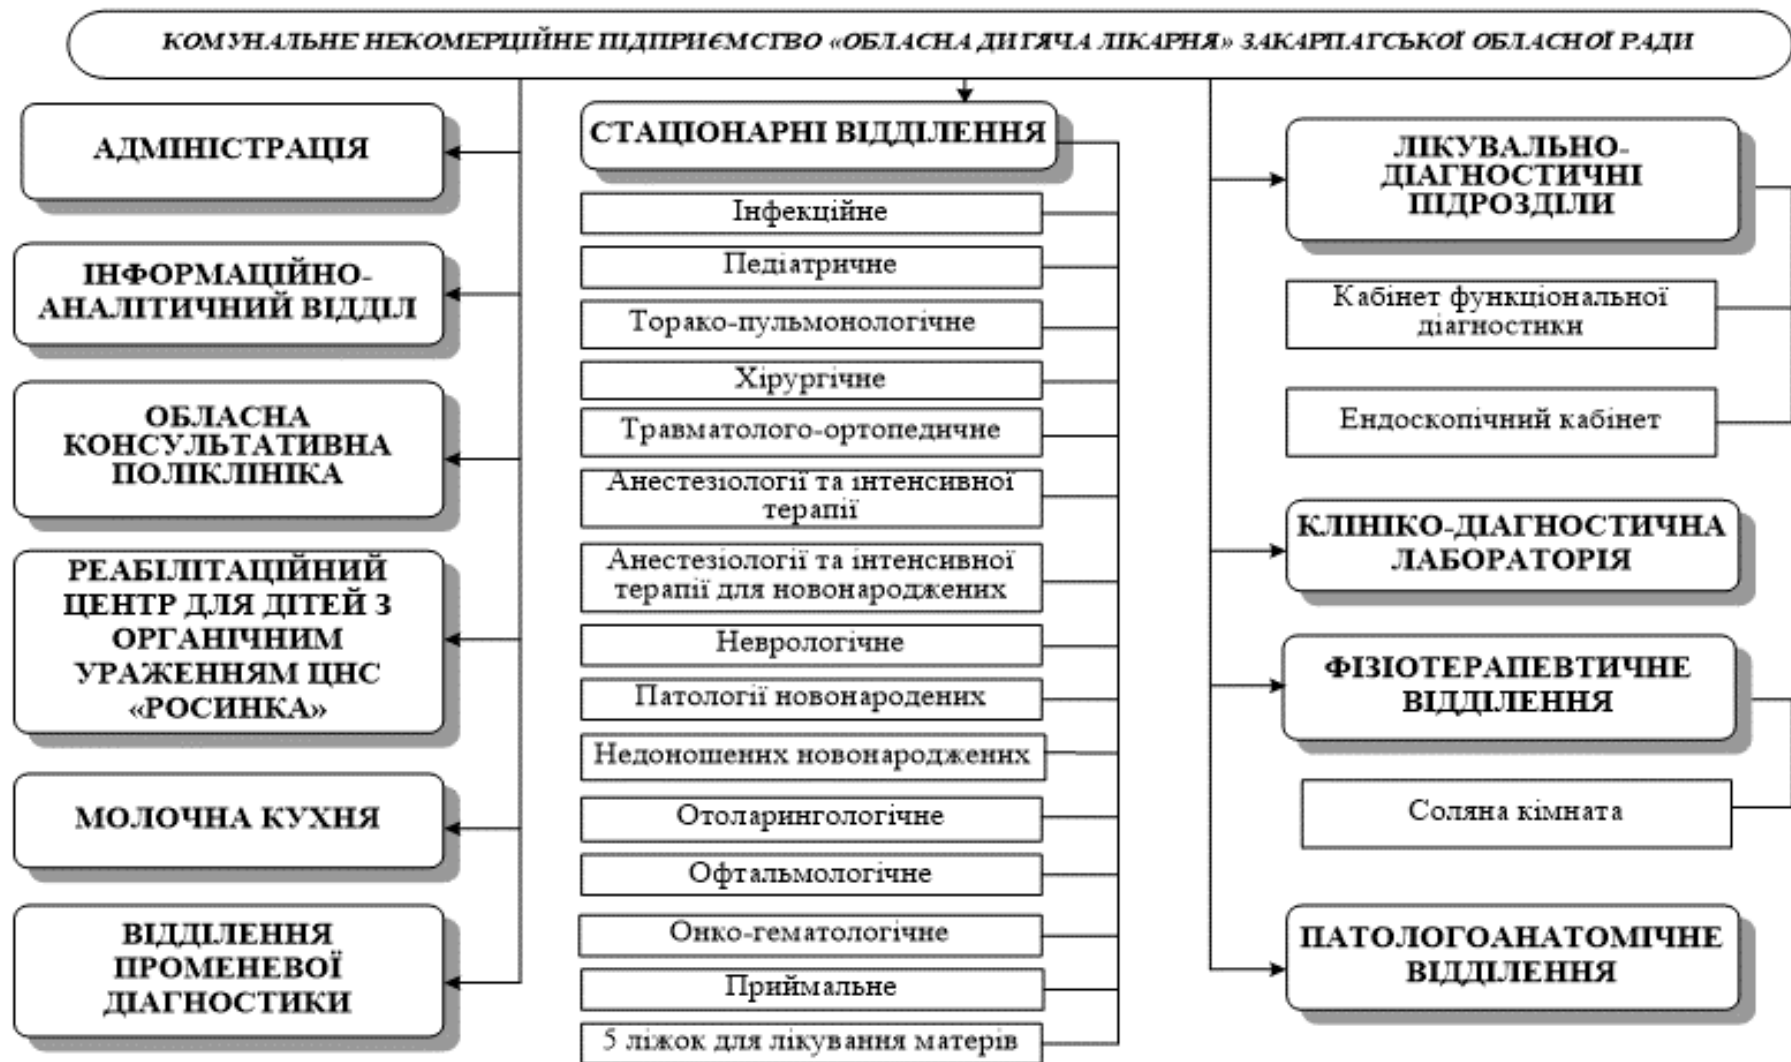 КОМУНАЛЬНЕ НЕКОМЕРЦІЙНЕ ПІДПРИЄМСТВО «ОБЛАСНА ДИТЯЧА ЛІКАРНЯ» ЗАКАРПАТСЬКОЇ ОБЛАСНОЇ РАДИ
АДМІНІСТРАЦІЯ
ІНФОРМАЦІЙНО-
АНАЛІТИЧНИЙ ВІДДІЛ
ОБЛАСНА
КОНСУЛЬТАТИВНА
ПОЛІКЛІНІКА
РЕАБІЛІТАЦІЙНИЙ
ЦЕНТР ДЛЯ ДІТЕЙ З
ОРГАНІЧНИМ
УРАЖЕННЯМ ЦНС
«РОСИНКА»
МОЛОЧНА КУХНЯ
ВІДДІЛЕННЯ
ПРОМЕНЕВОЇ
ДІАГНОСТИКИ
СТАЦІОНАРНІ ВІДДІЛЕННЯ
Інфекційне
Педіатричне
Торако-пульмонологічне
Хірургічне
Травматолого-ортопедичне
Анестезіології та інтенсивної
терапії
Анестезіології та інтенсивної
терапії для новонароджених
Неврологічне
Патології новонародених
Недоношених новонароджених
Отоларингологічне
Офтальмологічне
Онко-гематологічне
Приймальне
5 ліжок для лікування матерів
ЛІКУВАЛЬНО-
ДІАГНОСТИЧНІ
ПІДРОЗДІЛИ
Кабінет функціональної
діагностики
Ендоскопічний кабінет
КЛІНІКО-ДІАГНОСТИЧНА
ЛАБОРАТОРІЯ
ФІЗІОТЕРАПЕВТИЧНЕ
ВІДДІЛЕННЯ
Соляна кімната
ПАТОЛОГОАНАТОМІЧНЕ
ВІДДІЛЕННЯ